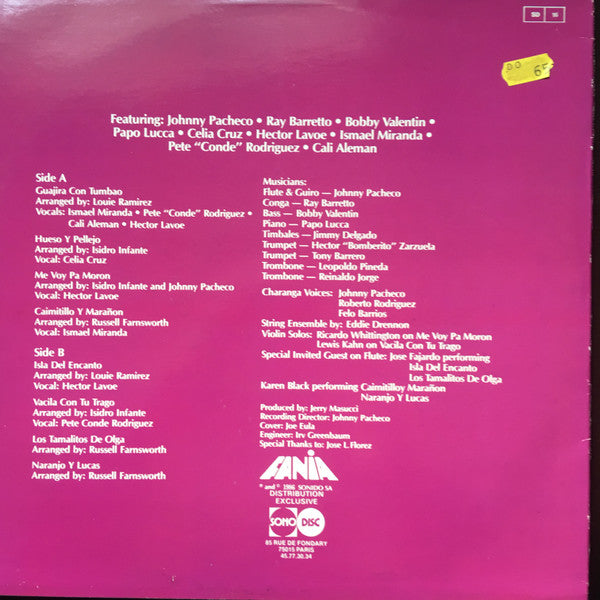 SD 16
DO
6F
Featuring: Johnny Pacheco • Ray Barretto • Bobby Valentin •
Papo Lucca • Celia Cruz • Hector Lavoe • Ismael Miranda •
Pete “Conde” Rodriguez • Cali Aleman
Side A
Guajira Con Tumbao
Arranged by: Louie Ramirez
Vocals: Ismael Miranda • Pete “Conde” Rodriguez •
Cali Aleman • Hector Lavoe
Hueso Y Pellejo
Arranged by: Isidro Infante
Vocal: Celia Cruz
Me Voy Pa Moron
Arranged by: Isidro Infante and Johnny Pacheco
Vocal: Hector Lavoe
Caimitillo Y Marañon
Arranged by: Russell Farnsworth
Vocal: Ismael Miranda
Side B
Isla Del Encanto
Arranged by: Louie Ramirez
Vocal: Hector Lavoe
Vacila Con Tu Trago
Arranged by: Isidro Infante
Vocal: Pete Conde Rodriguez
Los Tamalitos De Olga
Arranged by: Russell Farnsworth
Naranjo Y Lucas
Arranged by: Russell Farnsworth
Musicians:
Flute & Guiro — Johnny Pacheco
Conga — Ray Barretto
Bass — Bobby Valentin
Piano — Papo Lucca
Timbales — Jimmy Delgado
Trumpet — Hector “Bomberito” Zarzuela
Trumpet — Tony Barrero
Trombone — Leopoldo Pineda
Trombone — Reinaldo Jorge
Charanga Voices: Johnny Pacheco
Roberto Rodriguez
Felo Barrios
String Ensemble by: Eddie Drennon
Violin Solos: Ricardo Whittington on Me Voy Pa Moron
Lewis Kahn on Vacila Con Tu Trago
Special Invited Guest on Flute: Jose Fajardo performing
Isla Del Encanto
Los Tamalitos De Olga
Karen Black performing Caimitilloy Marañon
Naranjo Y Lucas
Produced by: Jerry Masucci
Recording Director: Johnny Pacheco
Cover: Joe Eula
Engineer: Irv Greenbaum
Special Thanks to: Jose L. Florez
FANIA
℗ and © 1986 SONIDO SA
DISTRIBUTION
EXCLUSIVE
SONO DISC
85 RUE DE FONDARY
75015 PARIS
45.77.30.34